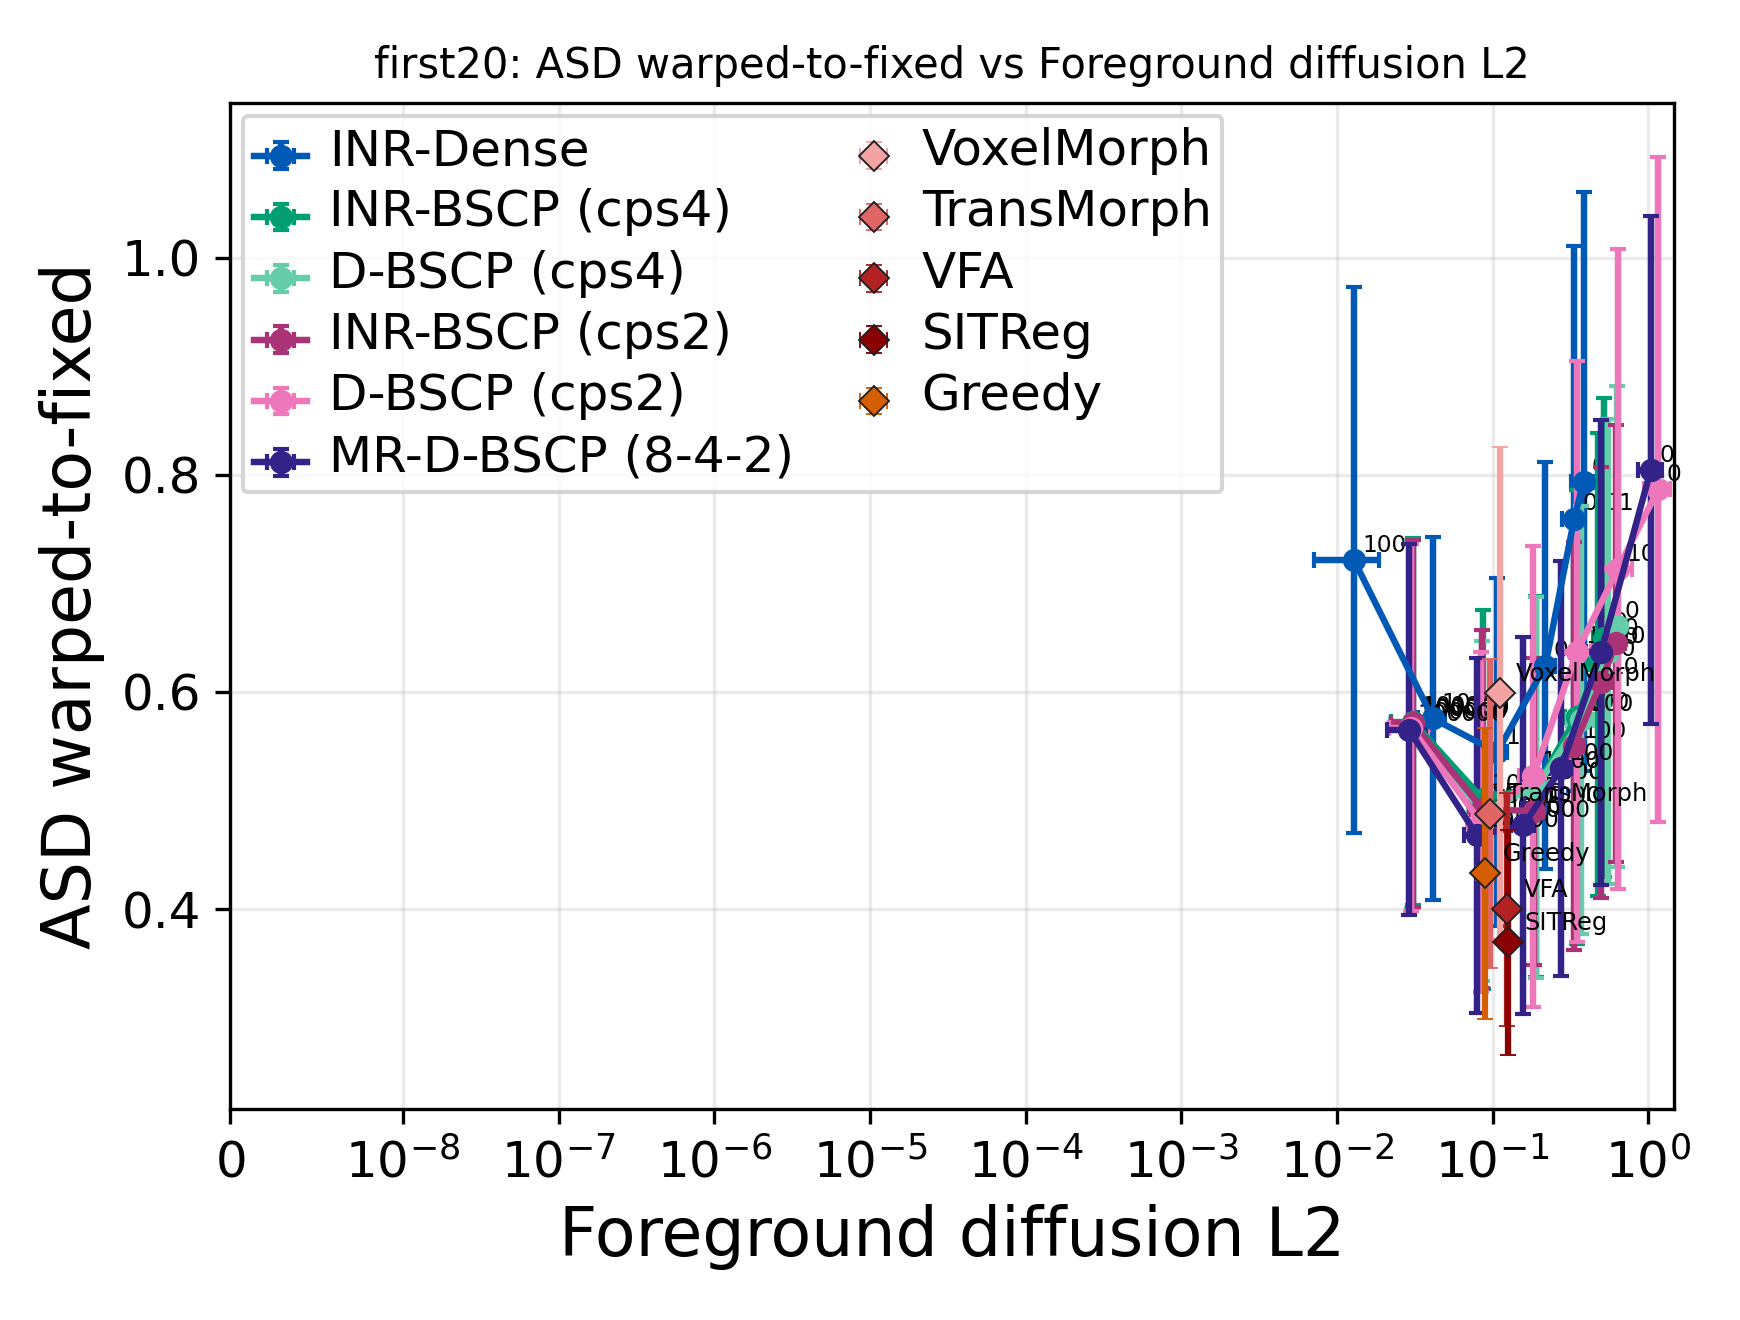 first20: ASD warped-to-fixed vs Foreground diffusion L2
ASD warped-to-fixed
1.0
0.8
0.6
0.4
INR-Dense
INR-BSCP (cps4)
D-BSCP (cps4)
INR-BSCP (cps2)
D-BSCP (cps2)
MR-D-BSCP (8-4-2)
VoxelMorph
TransMorph
VFA
SITReg
Greedy
100
0
0
10
VoxelMorph
TransMorph
Greedy
VFA
SITReg
0
10⁻⁸
10⁻⁷
10⁻⁶
10⁻⁵
10⁻⁴
10⁻³
10⁻²
10⁻¹
10⁰
Foreground diffusion L2